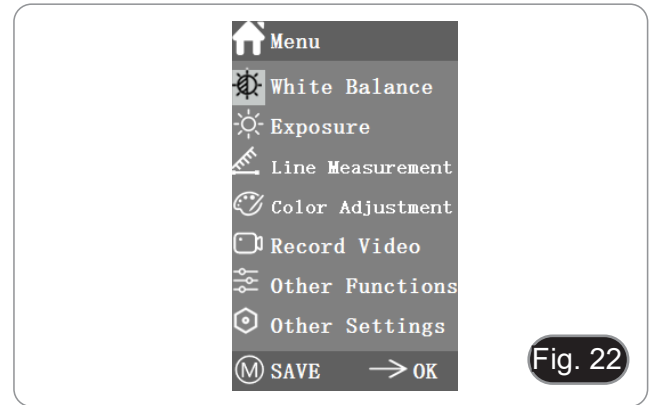 Menu
White Balance
Exposure
Line Measurement
Color Adjustment
Record Video
Other Functions
Other Settings
M SAVE → OK
Fig. 22